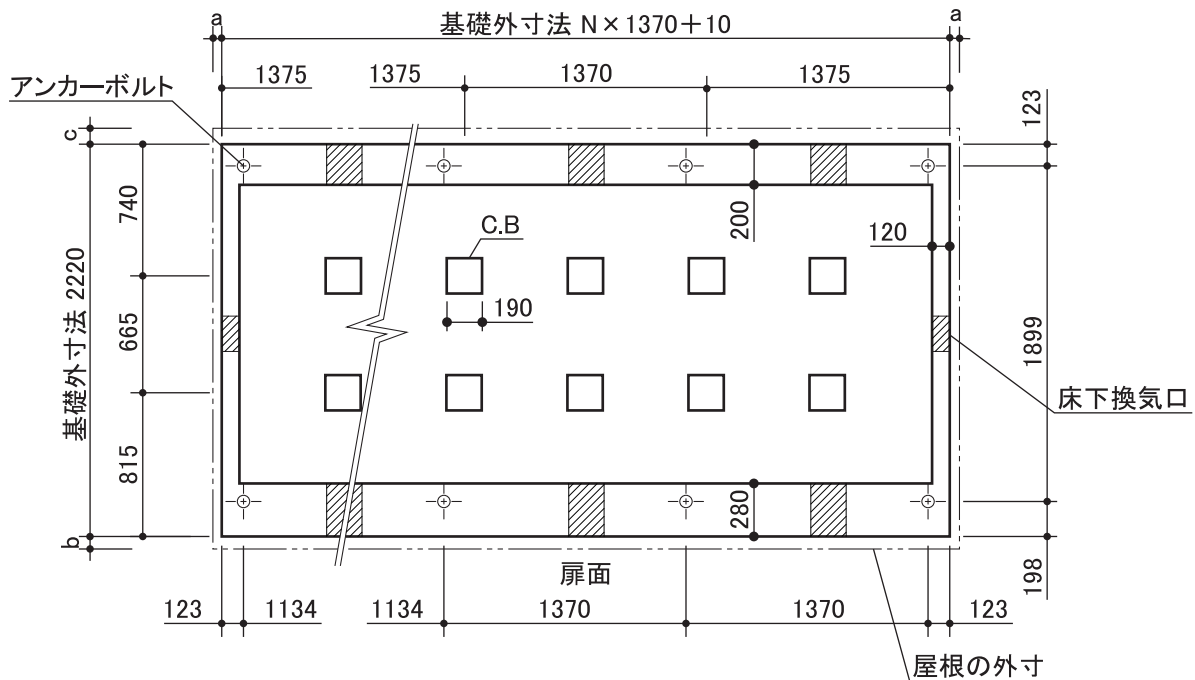 a
基礎外寸法 N×1370+10
a
1375
1375
1370
1375
アンカーボルト
123
c
740
200
C.B
120
基礎外寸法 2220
190
665
1899
床下換気口
815
280
b
扉面
198
123
1134
1134
1370
1370
123
屋根の外寸